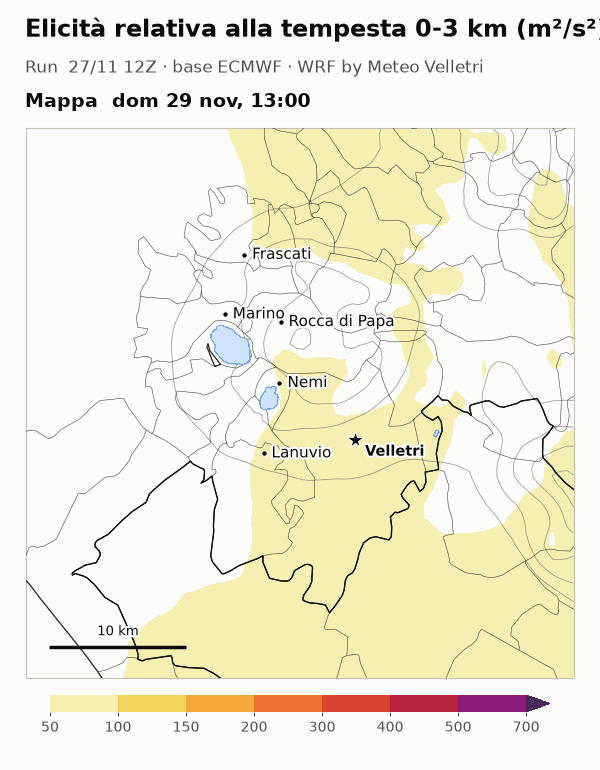 Elicità relativa alla tempesta 0-3 km (m²/s²)
Run  27/11 12Z · base ECMWF · WRF by Meteo Velletri
Mappa  dom 29 nov, 13:00
Frascati
Marino
Rocca di Papa
Nemi
Velletri
Lanuvio
10 km
50 100 150 200 300 400 500 700